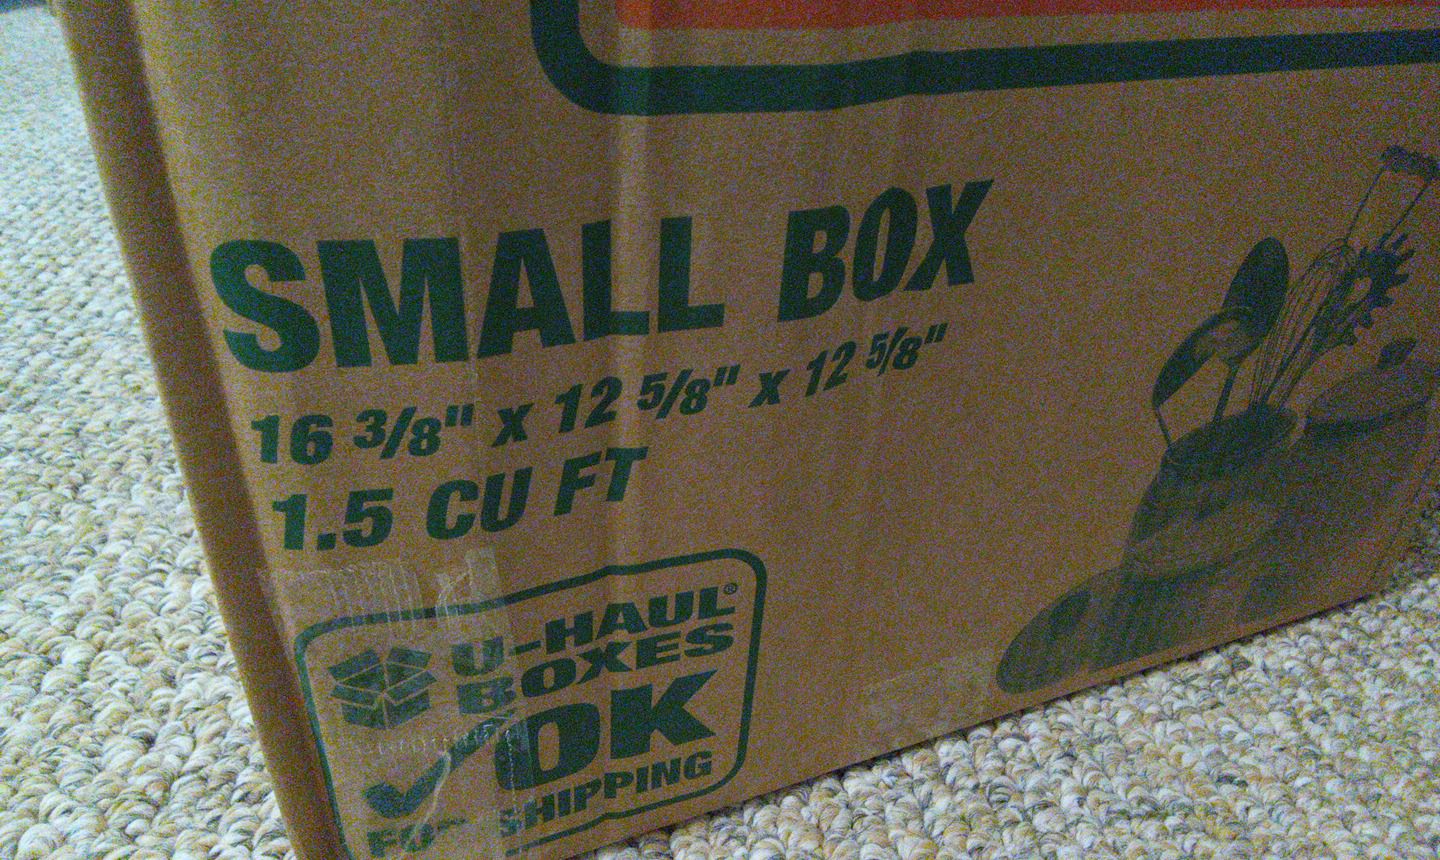 SMALL BOX
16 3/8" x 12 5/8" x 12 5/8"
1.5 CU FT
U-HAUL®
BOXES
OK
FOR SHIPPING